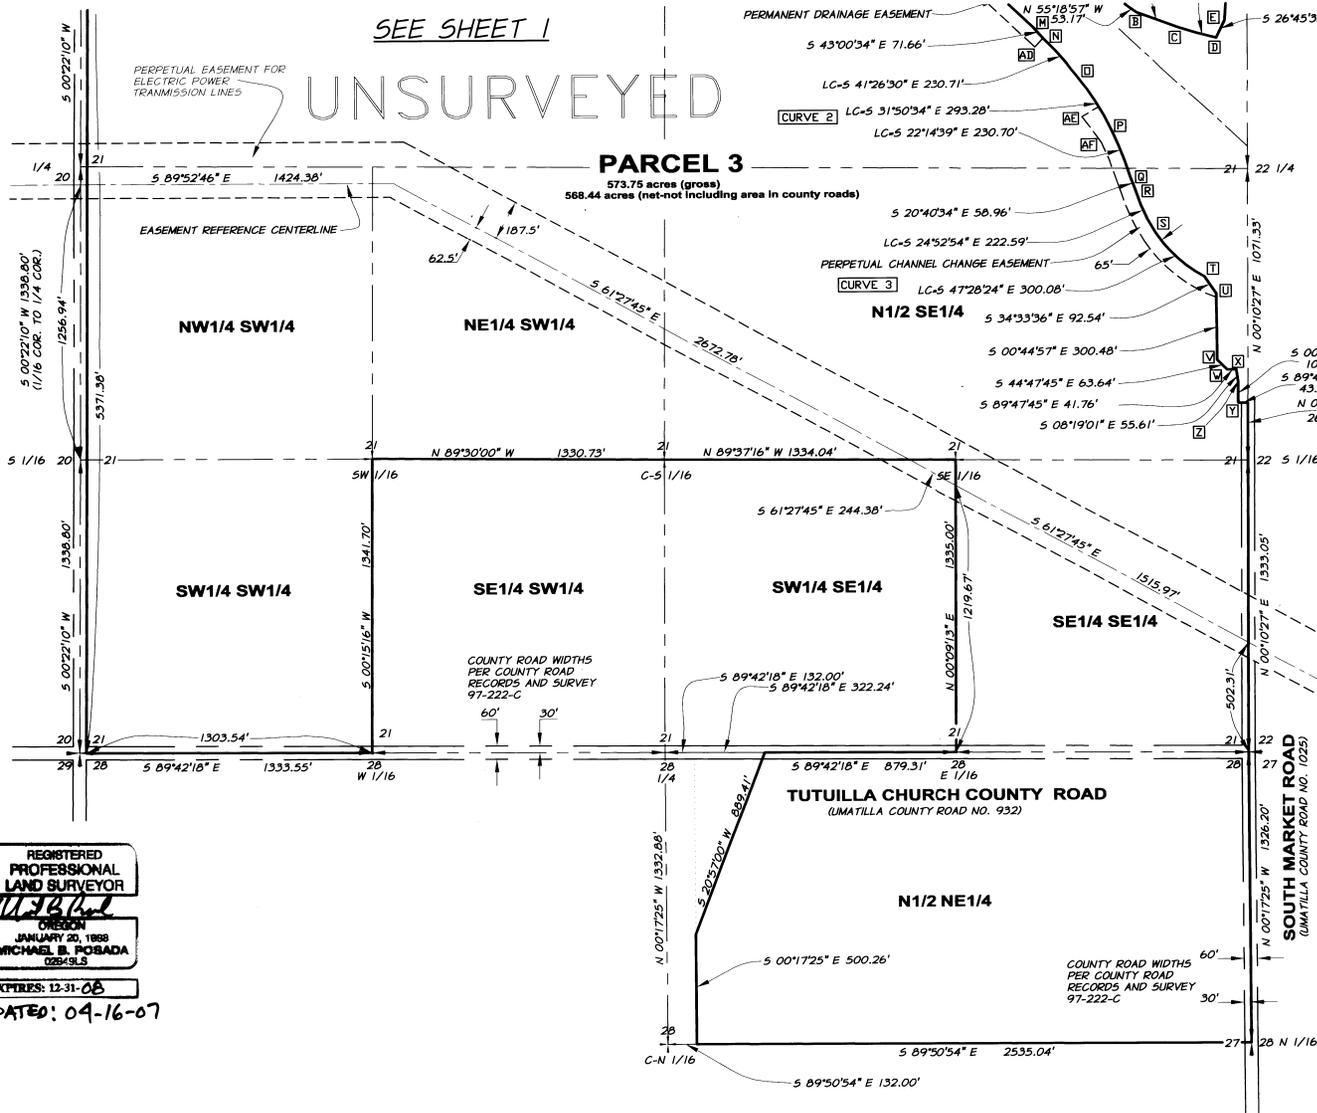 SEE SHEET 1
UNSURVEYED
PERPETUAL EASEMENT FOR
ELECTRIC POWER
TRANMISSION LINES
S 00°22'10" W
PERMANENT DRAINAGE EASEMENT
N 55°18'57" W
53.17'
M
N
B
C
E
D
S 43°00'34" E 71.66'
AD
O
LC=S 41°26'30" E 230.71'
CURVE 2
LC=S 31°50'34" E 293.28'
AE
P
LC=S 22°14'39" E 230.70'
AF
1/4
20
21
S 89°52'46" E 1424.38'
PARCEL 3
573.75 acres (gross)
568.44 acres (net-not including area in county roads)
21
22 1/4
Q
R
S 20°40'34" E 58.96'
S
EASEMENT REFERENCE CENTERLINE
187.5'
62.5'
LC=S 24°52'54" E 222.59'
PERPETUAL CHANNEL CHANGE EASEMENT
65'
T
U
CURVE 3
LC=S 47°28'24" E 300.08'
N 00°10'27" E 1071.33'
S 00°22'10" W 1338.80'
(1/16 COR. TO 1/4 COR.)
1256.94'
5371.38'
S 61°27'45" E
2672.78'
NW1/4 SW1/4
NE1/4 SW1/4
N1/2 SE1/4
S 34°33'36" E 92.54'
S 00°44'57" E 300.48'
V
W
X
S 44°47'45" E 63.64'
S 89°47'45" E 41.76'
Y
S 08°19'01" E 55.61'
Z
S 1/16
20
21
21
N 89°30'00" W 1330.73'
21
N 89°37'16" W 1334.04'
21
21
22
S 1/16
SW 1/16
C-S 1/16
SE 1/16
S 61°27'45" E 244.38'
S 61°27'45" E
1515.97'
1338.80'
S 00°22'10" W
1341.70'
S 00°15'16" W
1335.00'
N 00°09'13" E
1219.67'
1333.05'
N 00°10'27" E
502.31'
SW1/4 SW1/4
SE1/4 SW1/4
SW1/4 SE1/4
SE1/4 SE1/4
COUNTY ROAD WIDTHS
PER COUNTY ROAD
RECORDS AND SURVEY
97-222-C
60'
30'
S 89°42'18" E 132.00'
S 89°42'18" E 322.24'
20
21
1303.54'
21
21
21
21
22
29
28
S 89°42'18" E 1333.55'
28
W 1/16
28
1/4
S 89°42'18" E 879.31'
28
E 1/16
28
27
TUTUILLA CHURCH COUNTY ROAD
(UMATILLA COUNTY ROAD NO. 932)
SOUTH MARKET ROAD
(UMATILLA COUNTY ROAD NO. 1025)
S 20°57'00" W 889.41'
N 00°17'25" W 1332.88'
N 00°17'25" W 1326.20'
N1/2 NE1/4
S 00°17'25" E 500.26'
COUNTY ROAD WIDTHS
PER COUNTY ROAD
RECORDS AND SURVEY
97-222-C
60'
30'
28
C-N 1/16
S 89°50'54" E 2535.04'
27
28 N 1/16
S 89°50'54" E 132.00'
REGISTERED
PROFESSIONAL
LAND SURVEYOR
OREGON
JANUARY 20, 1998
MICHAEL B. POSADA
02849LS
EXPIRES: 12-31-08
DATED: 04-16-07